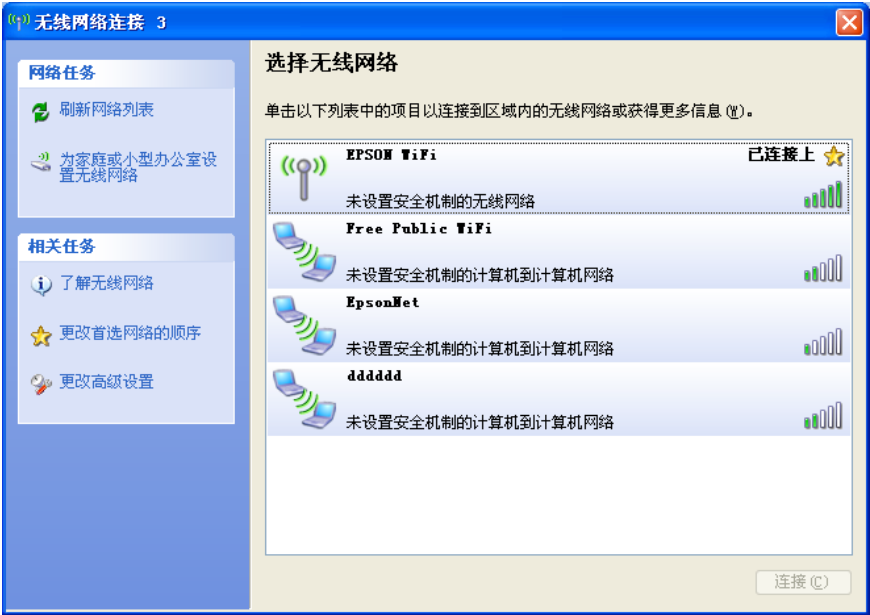 无线网络连接 3
网络任务
刷新网络列表
为家庭或小型办公室设
置无线网络
相关任务
了解无线网络
更改首选网络的顺序
更改高级设置
选择无线网络
单击以下列表中的项目以连接到区域内的无线网络或获得更多信息(W)。
EPSON WiFi
已连接上
未设置安全机制的无线网络
Free Public WiFi
未设置安全机制的计算机到计算机网络
EpsonNet
未设置安全机制的计算机到计算机网络
dddddd
未设置安全机制的计算机到计算机网络
连接(C)